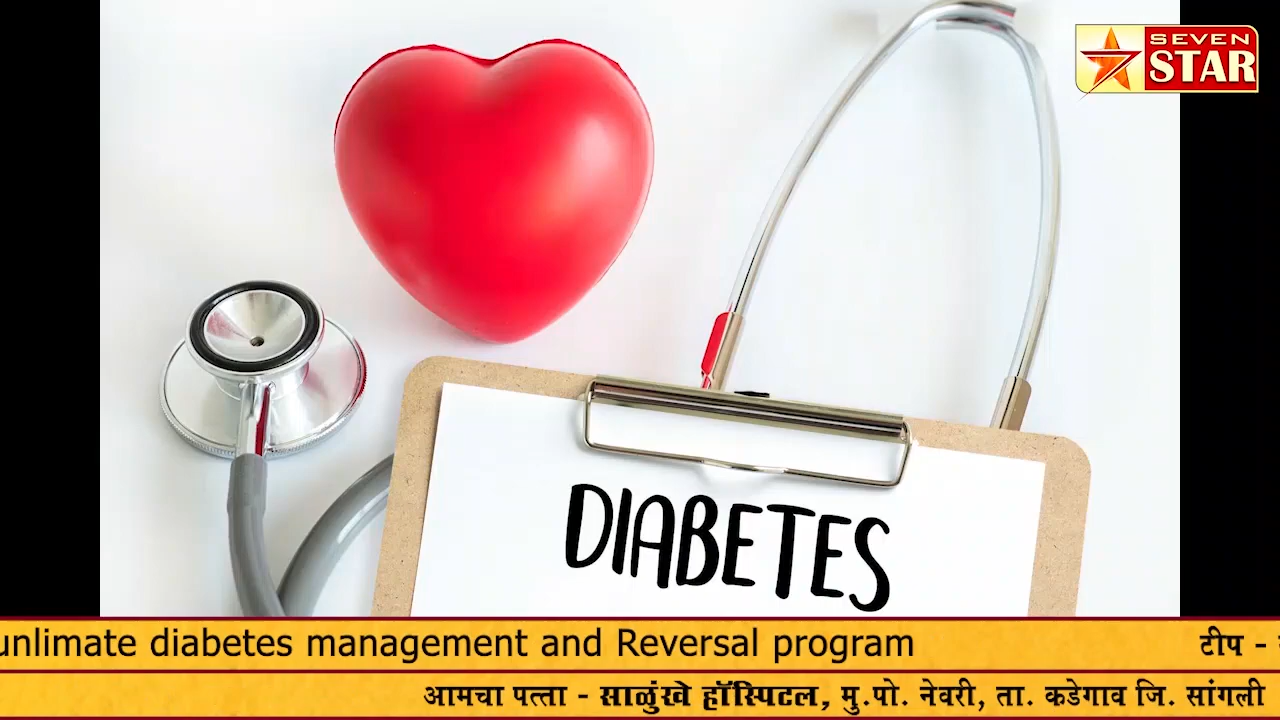 SEVEN
STAR
DIABETES
unlimate diabetes management and Reversal program
टीप -
आमचा पत्ता - साळुंखे हॉस्पिटल, मु.पो. नेवरी, ता. कडेगाव जि. सांगली